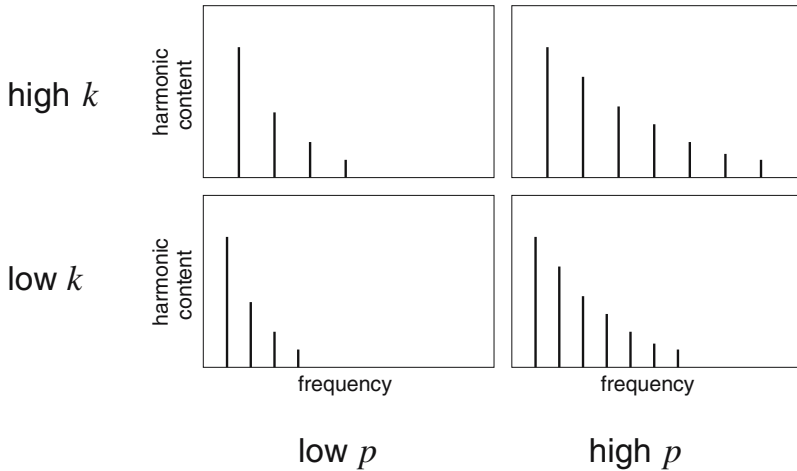 high k
harmonic
content
low k
harmonic
content
frequency
frequency
low p
high p